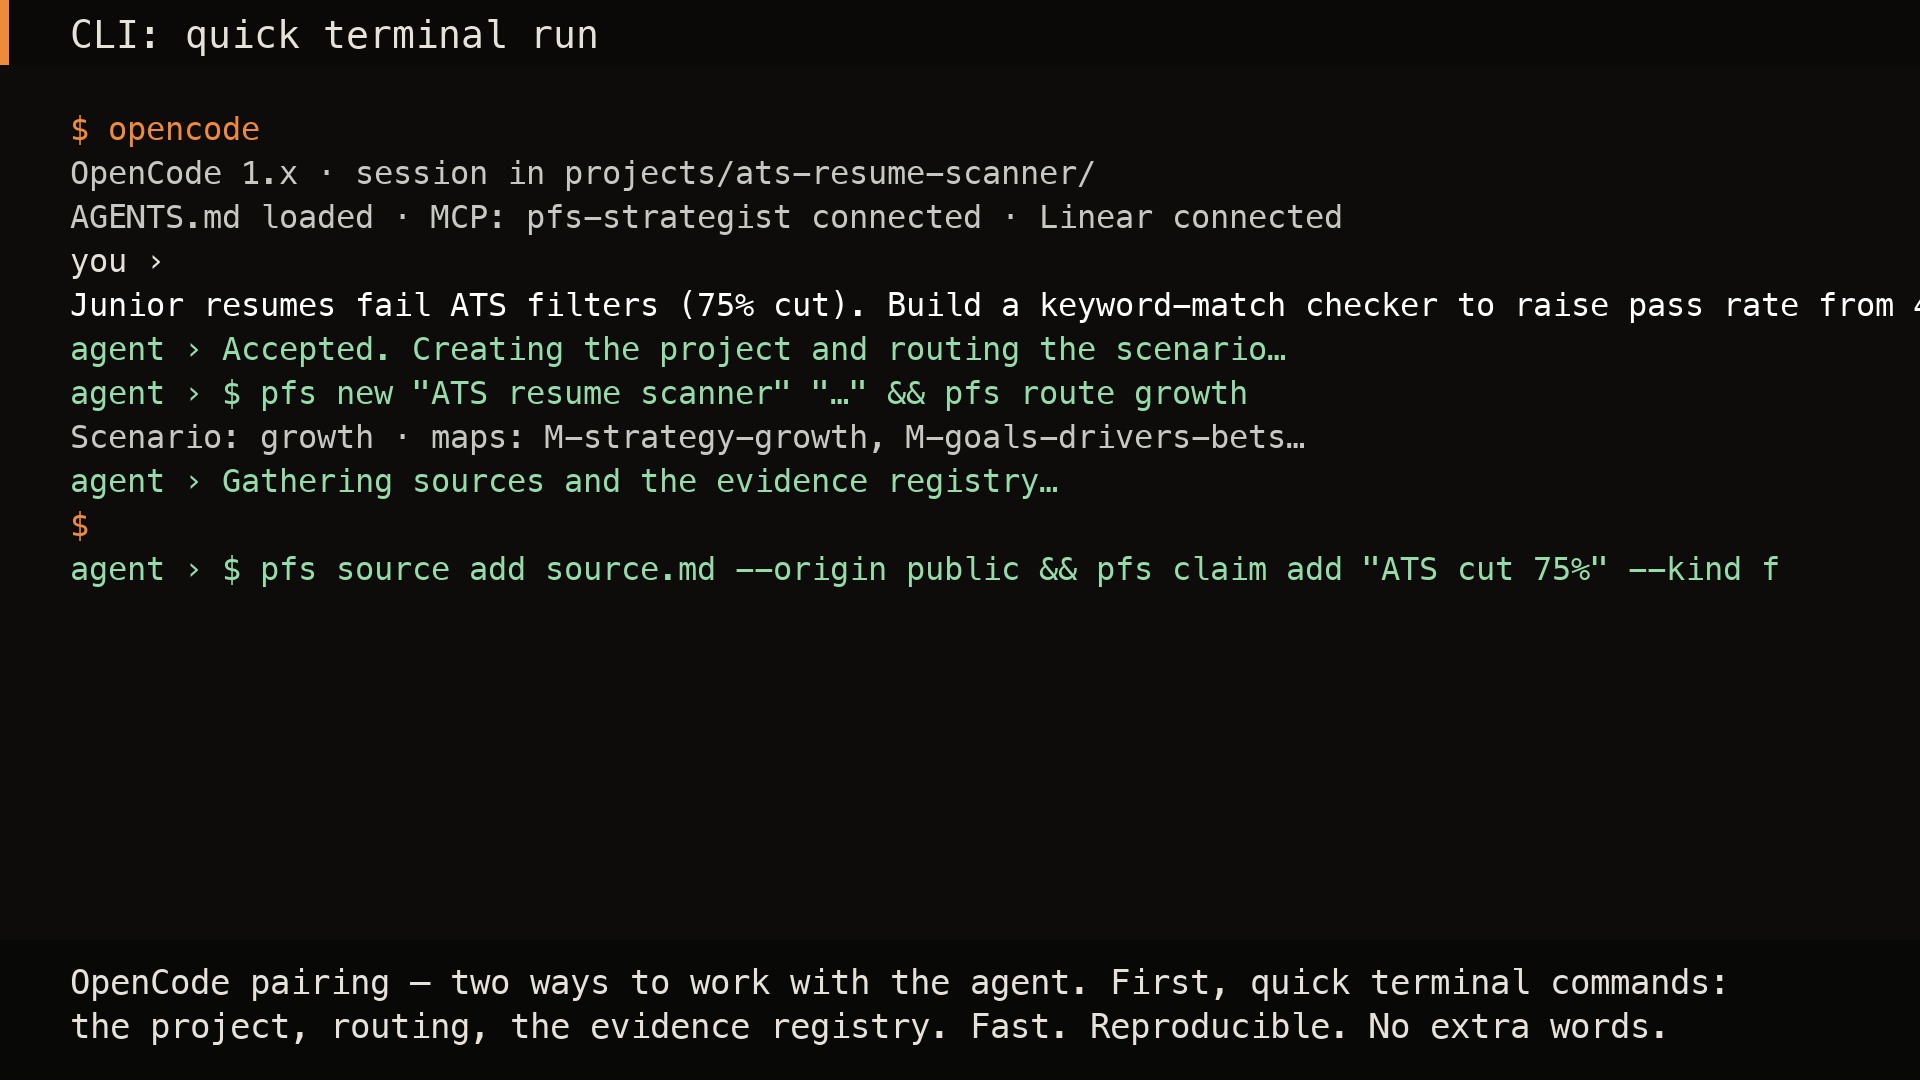 CLI: quick terminal run
$ opencode
OpenCode 1.x · session in projects/ats-resume-scanner/
AGENTS.md loaded · MCP: pfs-strategist connected · Linear connected
you ›
Junior resumes fail ATS filters (75% cut). Build a keyword-match checker to raise pass rate from
agent › Accepted. Creating the project and routing the scenario…
agent › $ pfs new "ATS resume scanner" "…" && pfs route growth
Scenario: growth · maps: M-strategy-growth, M-goals-drivers-bets…
agent › Gathering sources and the evidence registry…
$
agent › $ pfs source add source.md --origin public && pfs claim add "ATS cut 75%" --kind f
OpenCode pairing — two ways to work with the agent. First, quick terminal commands:
the project, routing, the evidence registry. Fast. Reproducible. No extra words.